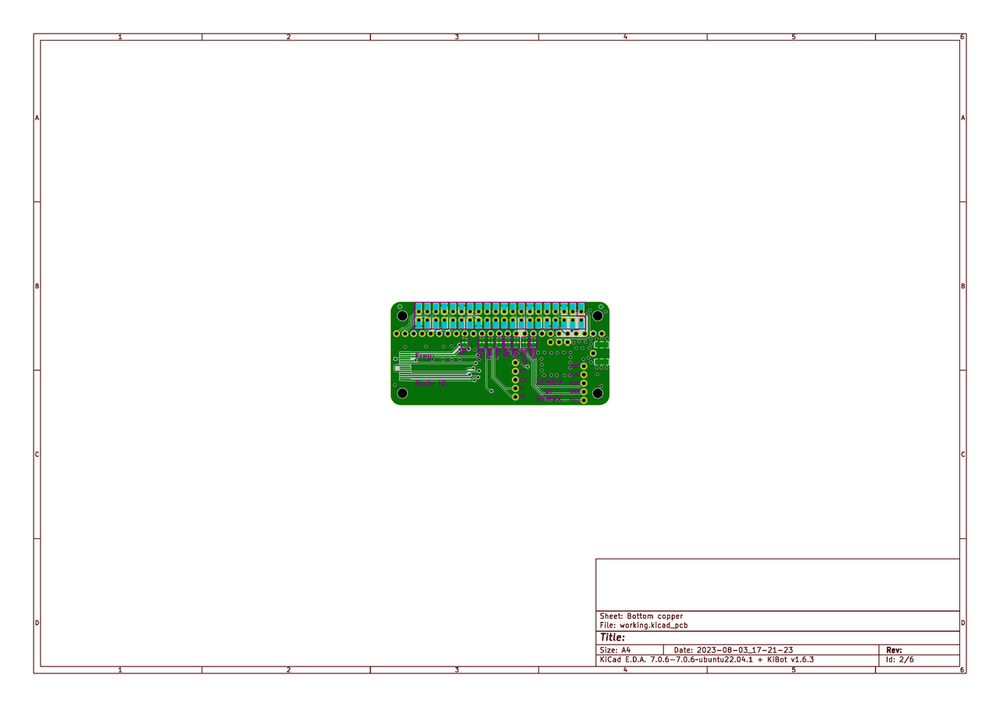 1 2 3 4 5 6
A A
B B
C C
D D
Sheet: Bottom copper
File: working.kicad_pcb
Title:
Size: A4 Date: 2023-08-03_17-21-23 Rev:
KiCad E.D.A. 7.0.6-7.0.6-ubuntu22.04.1 + KiBot v1.6.3 Id: 2/6
1 2 3 4 5 6